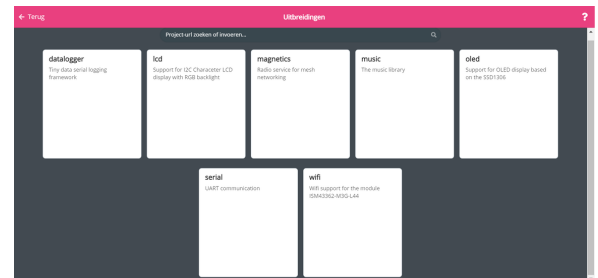 ← Terug
Uitbreidingen
?
Project-url zoeken of invoeren...
datalogger
Tiny data serial logging
framework
lcd
Support for I2C Characeter LCD
display with RGB backlight
magnetics
Radio service for mesh
networking
music
The music library
oled
Support for OLED display based
on the SSD1306
serial
UART communication
wifi
Wifi support for the module
ISM43362-M3G-L44